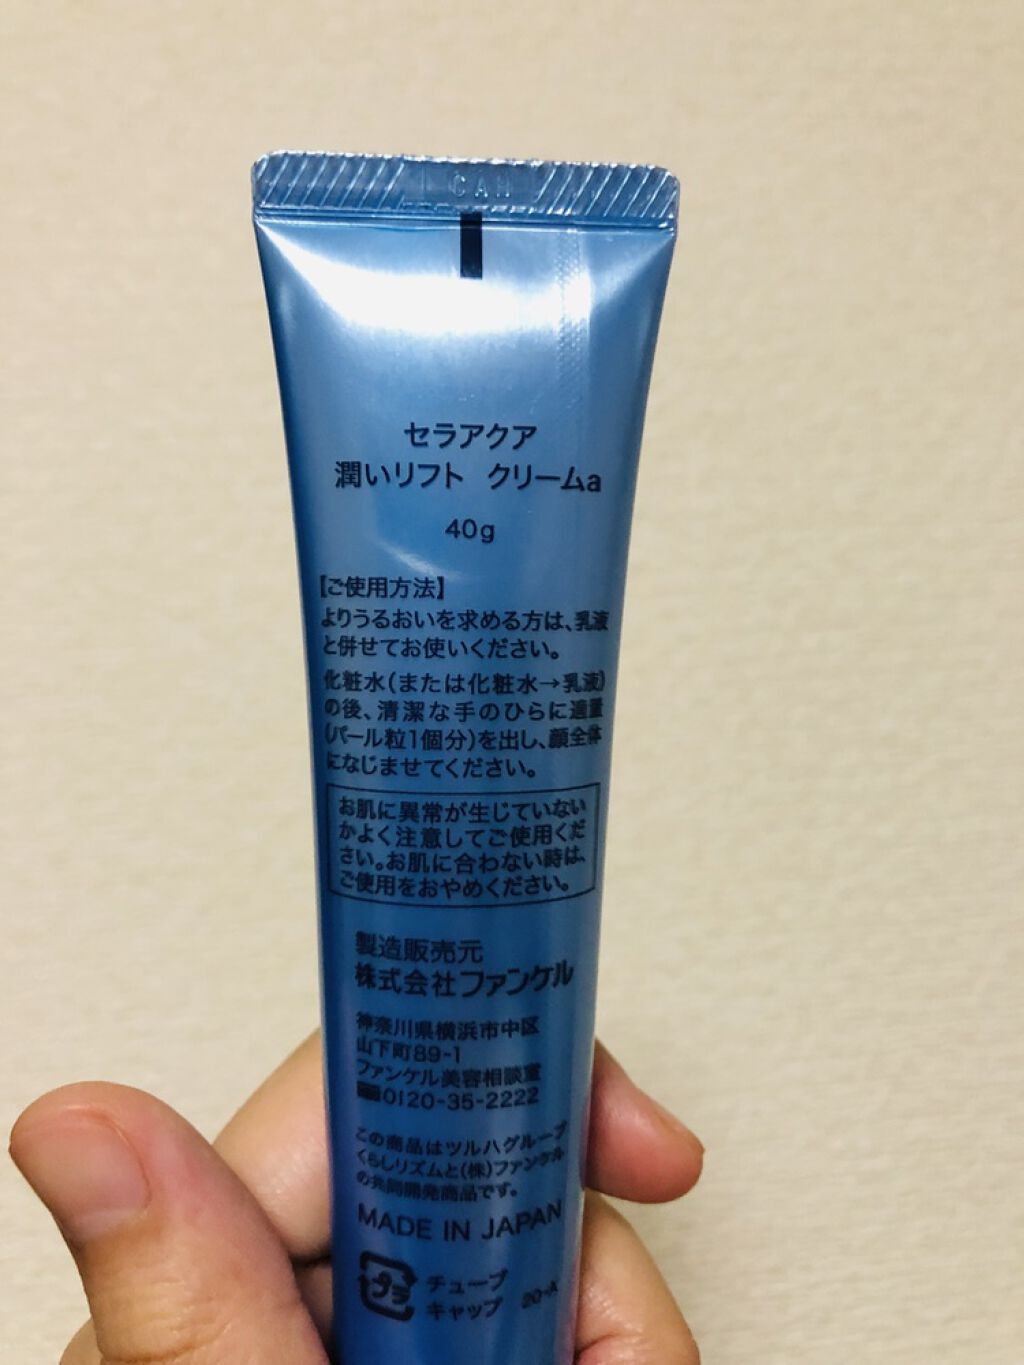 CAH
セラアクア
潤いリフト クリームa
40g
【ご使用方法】
よりうるおいを求める方は、乳液
と併せてお使いください。
化粧水(または化粧水→乳液)
の後、清潔な手のひらに適量
(パール粒1個分)を出し、顔全体
になじませてください。
お肌に異常が生じていない
かよく注意してご使用くだ
さい。お肌に合わない時は、
ご使用をおやめください。
製造販売元
株式会社ファンケル
神奈川県横浜市中区
山下町89-1
ファンケル美容相談室
0120-35-2222
この商品はツルハグループ
くらしリズムと(株)ファンケル
の共同開発商品です。
MADE IN JAPAN
プラ
チューブ
キャップ 20-A